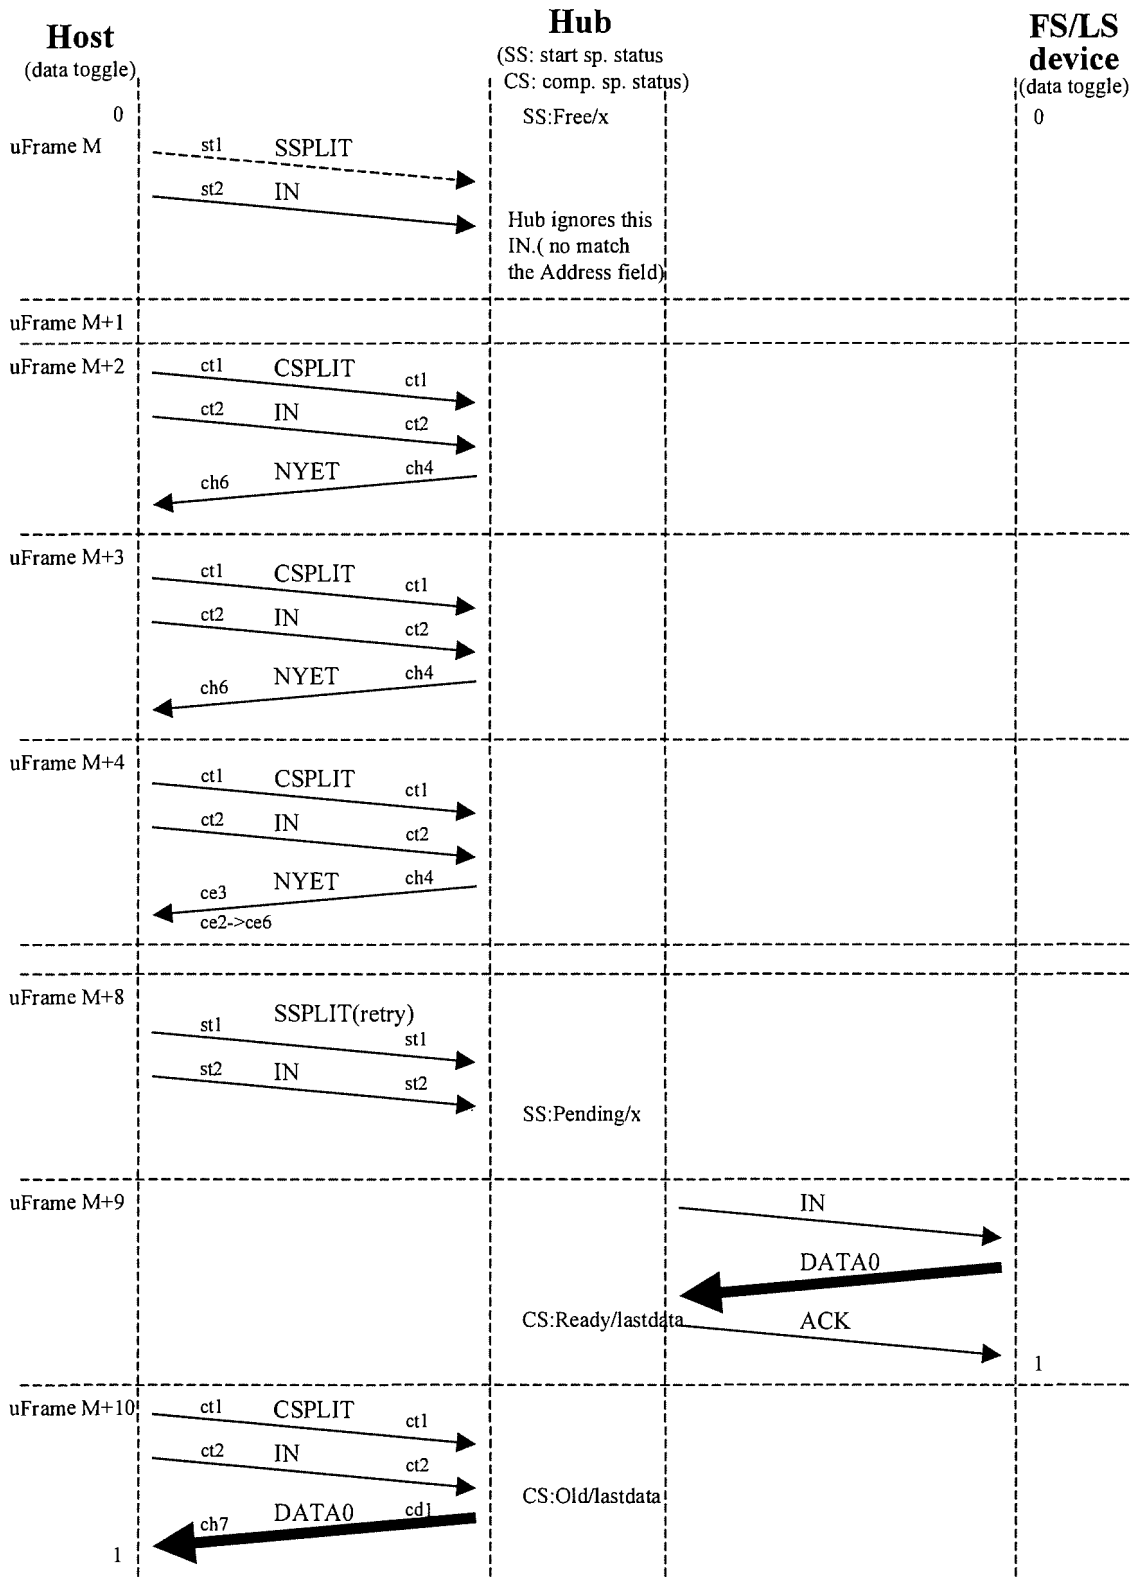 Host
(data toggle)
Hub
(SS: start sp. status
CS: comp. sp. status)
FS/LS
device
(data toggle)
0
SS:Free/x
0
uFrame M
st1
SSPLIT
st2
IN
Hub ignores this
IN.( no match
the Address field)
uFrame M+1
uFrame M+2
ct1
CSPLIT
ct1
ct2
IN
ct2
ch6
NYET
ch4
uFrame M+3
ct1
CSPLIT
ct1
ct2
IN
ct2
ch6
NYET
ch4
uFrame M+4
ct1
CSPLIT
ct1
ct2
IN
ct2
ce3
NYET
ch4
ce2->ce6
uFrame M+8
SSPLIT(retry)
st1
st1
st2
IN
st2
SS:Pending/x
uFrame M+9
IN
DATA0
CS:Ready/lastdata
ACK
1
uFrame M+10
ct1
CSPLIT
ct1
ct2
IN
ct2
CS:Old/lastdata
ch7
DATA0
cd1
1